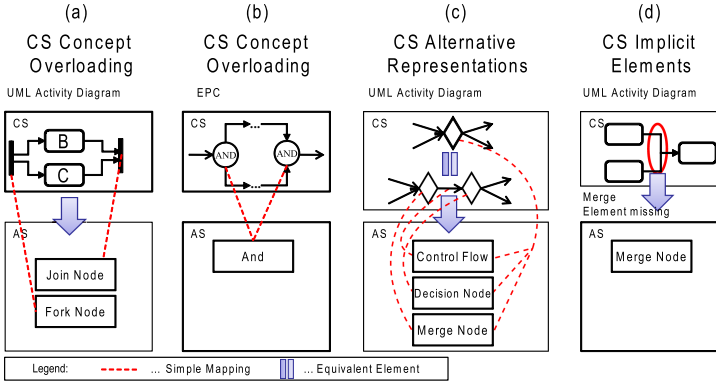 (a)
CS Concept
Overloading
UML Activity Diagram
CS
B
C
AS
Join Node
Fork Node
(b)
CS Concept
Overloading
EPC
CS
...
AND
AND
...
AS
And
(c)
CS Alternative
Representations
UML Activity Diagram
CS
AS
Control Flow
Decision Node
Merge Node
(d)
CS Implicit
Elements
UML Activity Diagram
CS
Merge
Element missing
AS
Merge Node
Legend:
... Simple Mapping
... Equivalent Element